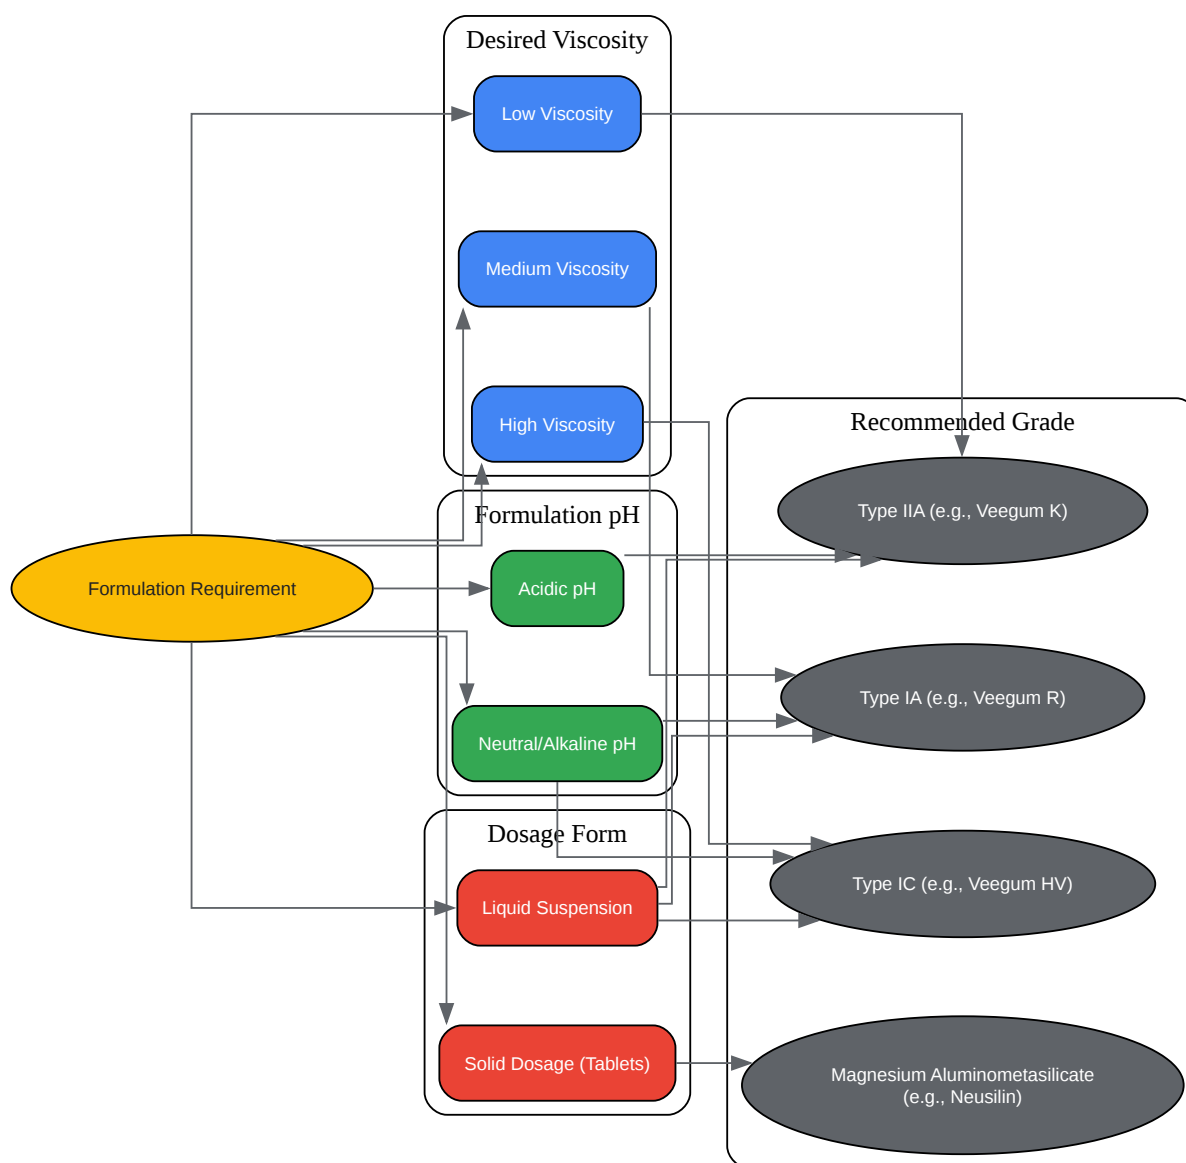 Desired Viscosity
Low Viscosity
Medium Viscosity
High Viscosity
Recommended Grade
Type IIA (e.g., Veegum K)
Formulation pH
Formulation Requirement
Acidic pH
Type IA (e.g., Veegum R)
Neutral/Alkaline pH
Dosage Form
Type IC (e.g., Veegum HV)
Liquid Suspension
Solid Dosage (Tablets)
Magnesium Aluminometasilicate
(e.g., Neusilin)